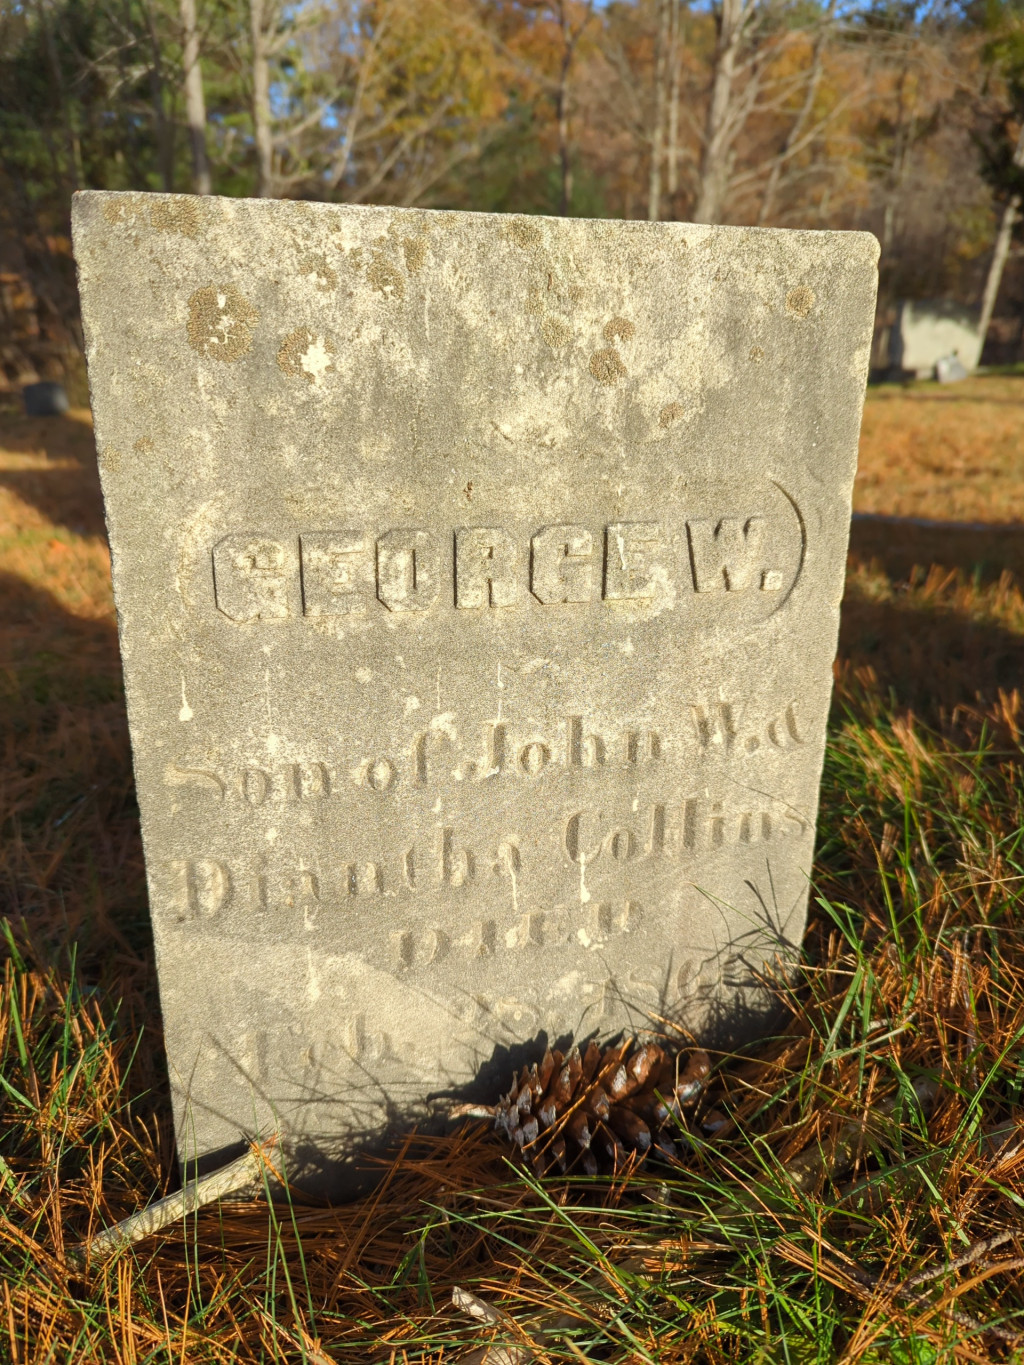 GEORGE W.
Son of John W. &
Diantha Collins
DIED
Feb.